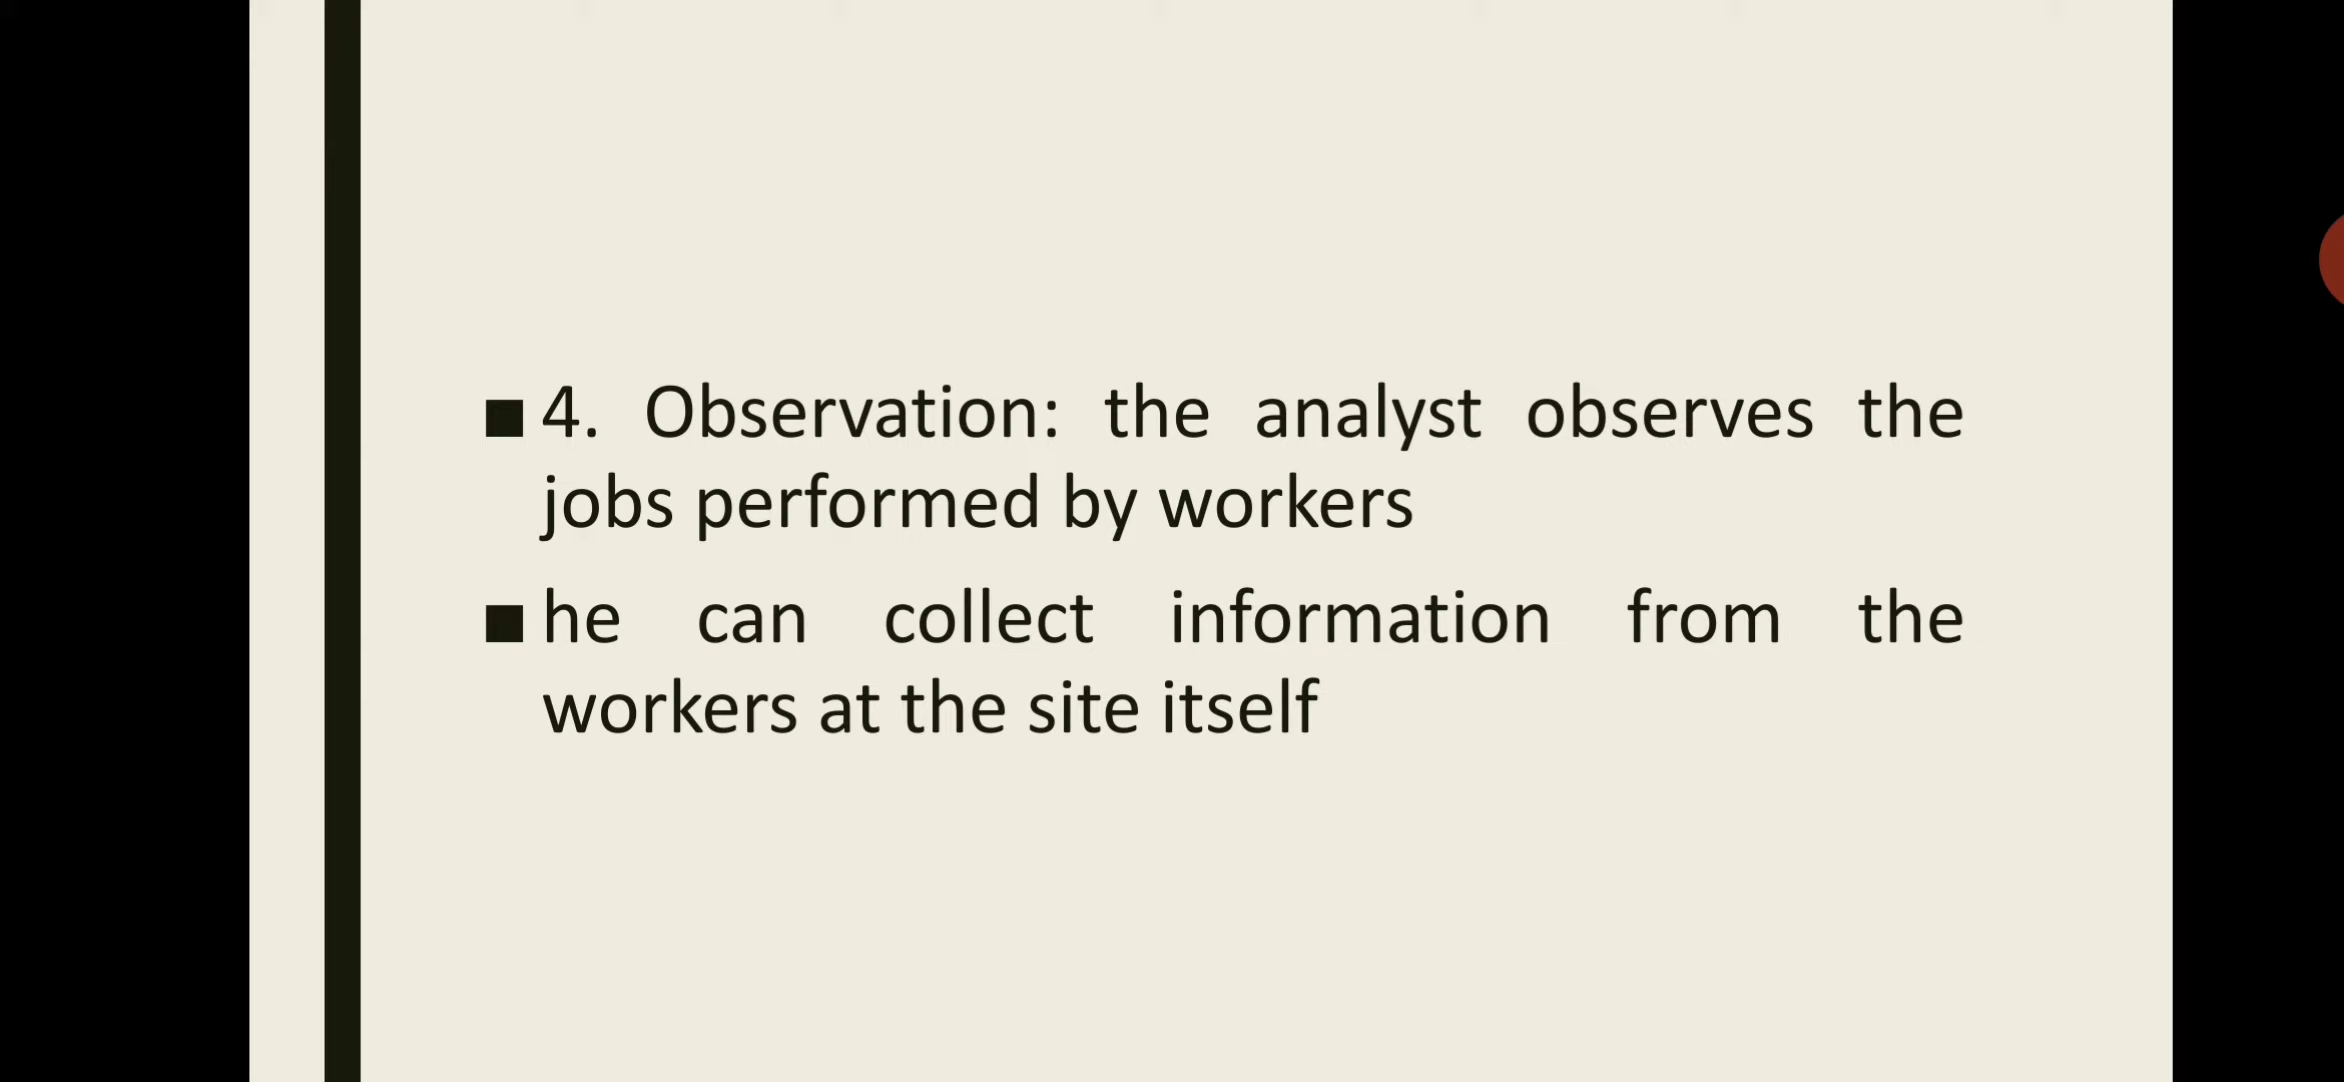 4. Observation: the analyst observes the
jobs performed by workers
he can collect information from the
workers at the site itself